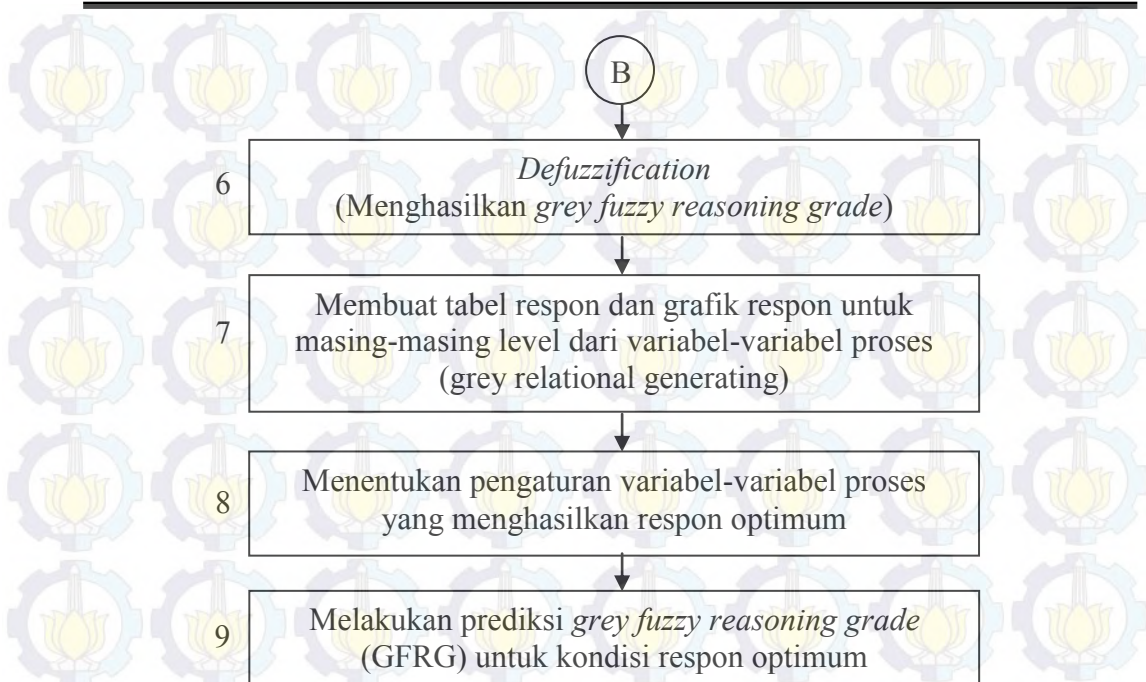 B
6
Defuzzification
(Menghasilkan grey fuzzy reasoning grade)
7
Membuat tabel respon dan grafik respon untuk
masing-masing level dari variabel-variabel proses
(grey relational generating)
8
Menentukan pengaturan variabel-variabel proses
yang menghasilkan respon optimum
9
Melakukan prediksi grey fuzzy reasoning grade
(GFRG) untuk kondisi respon optimum